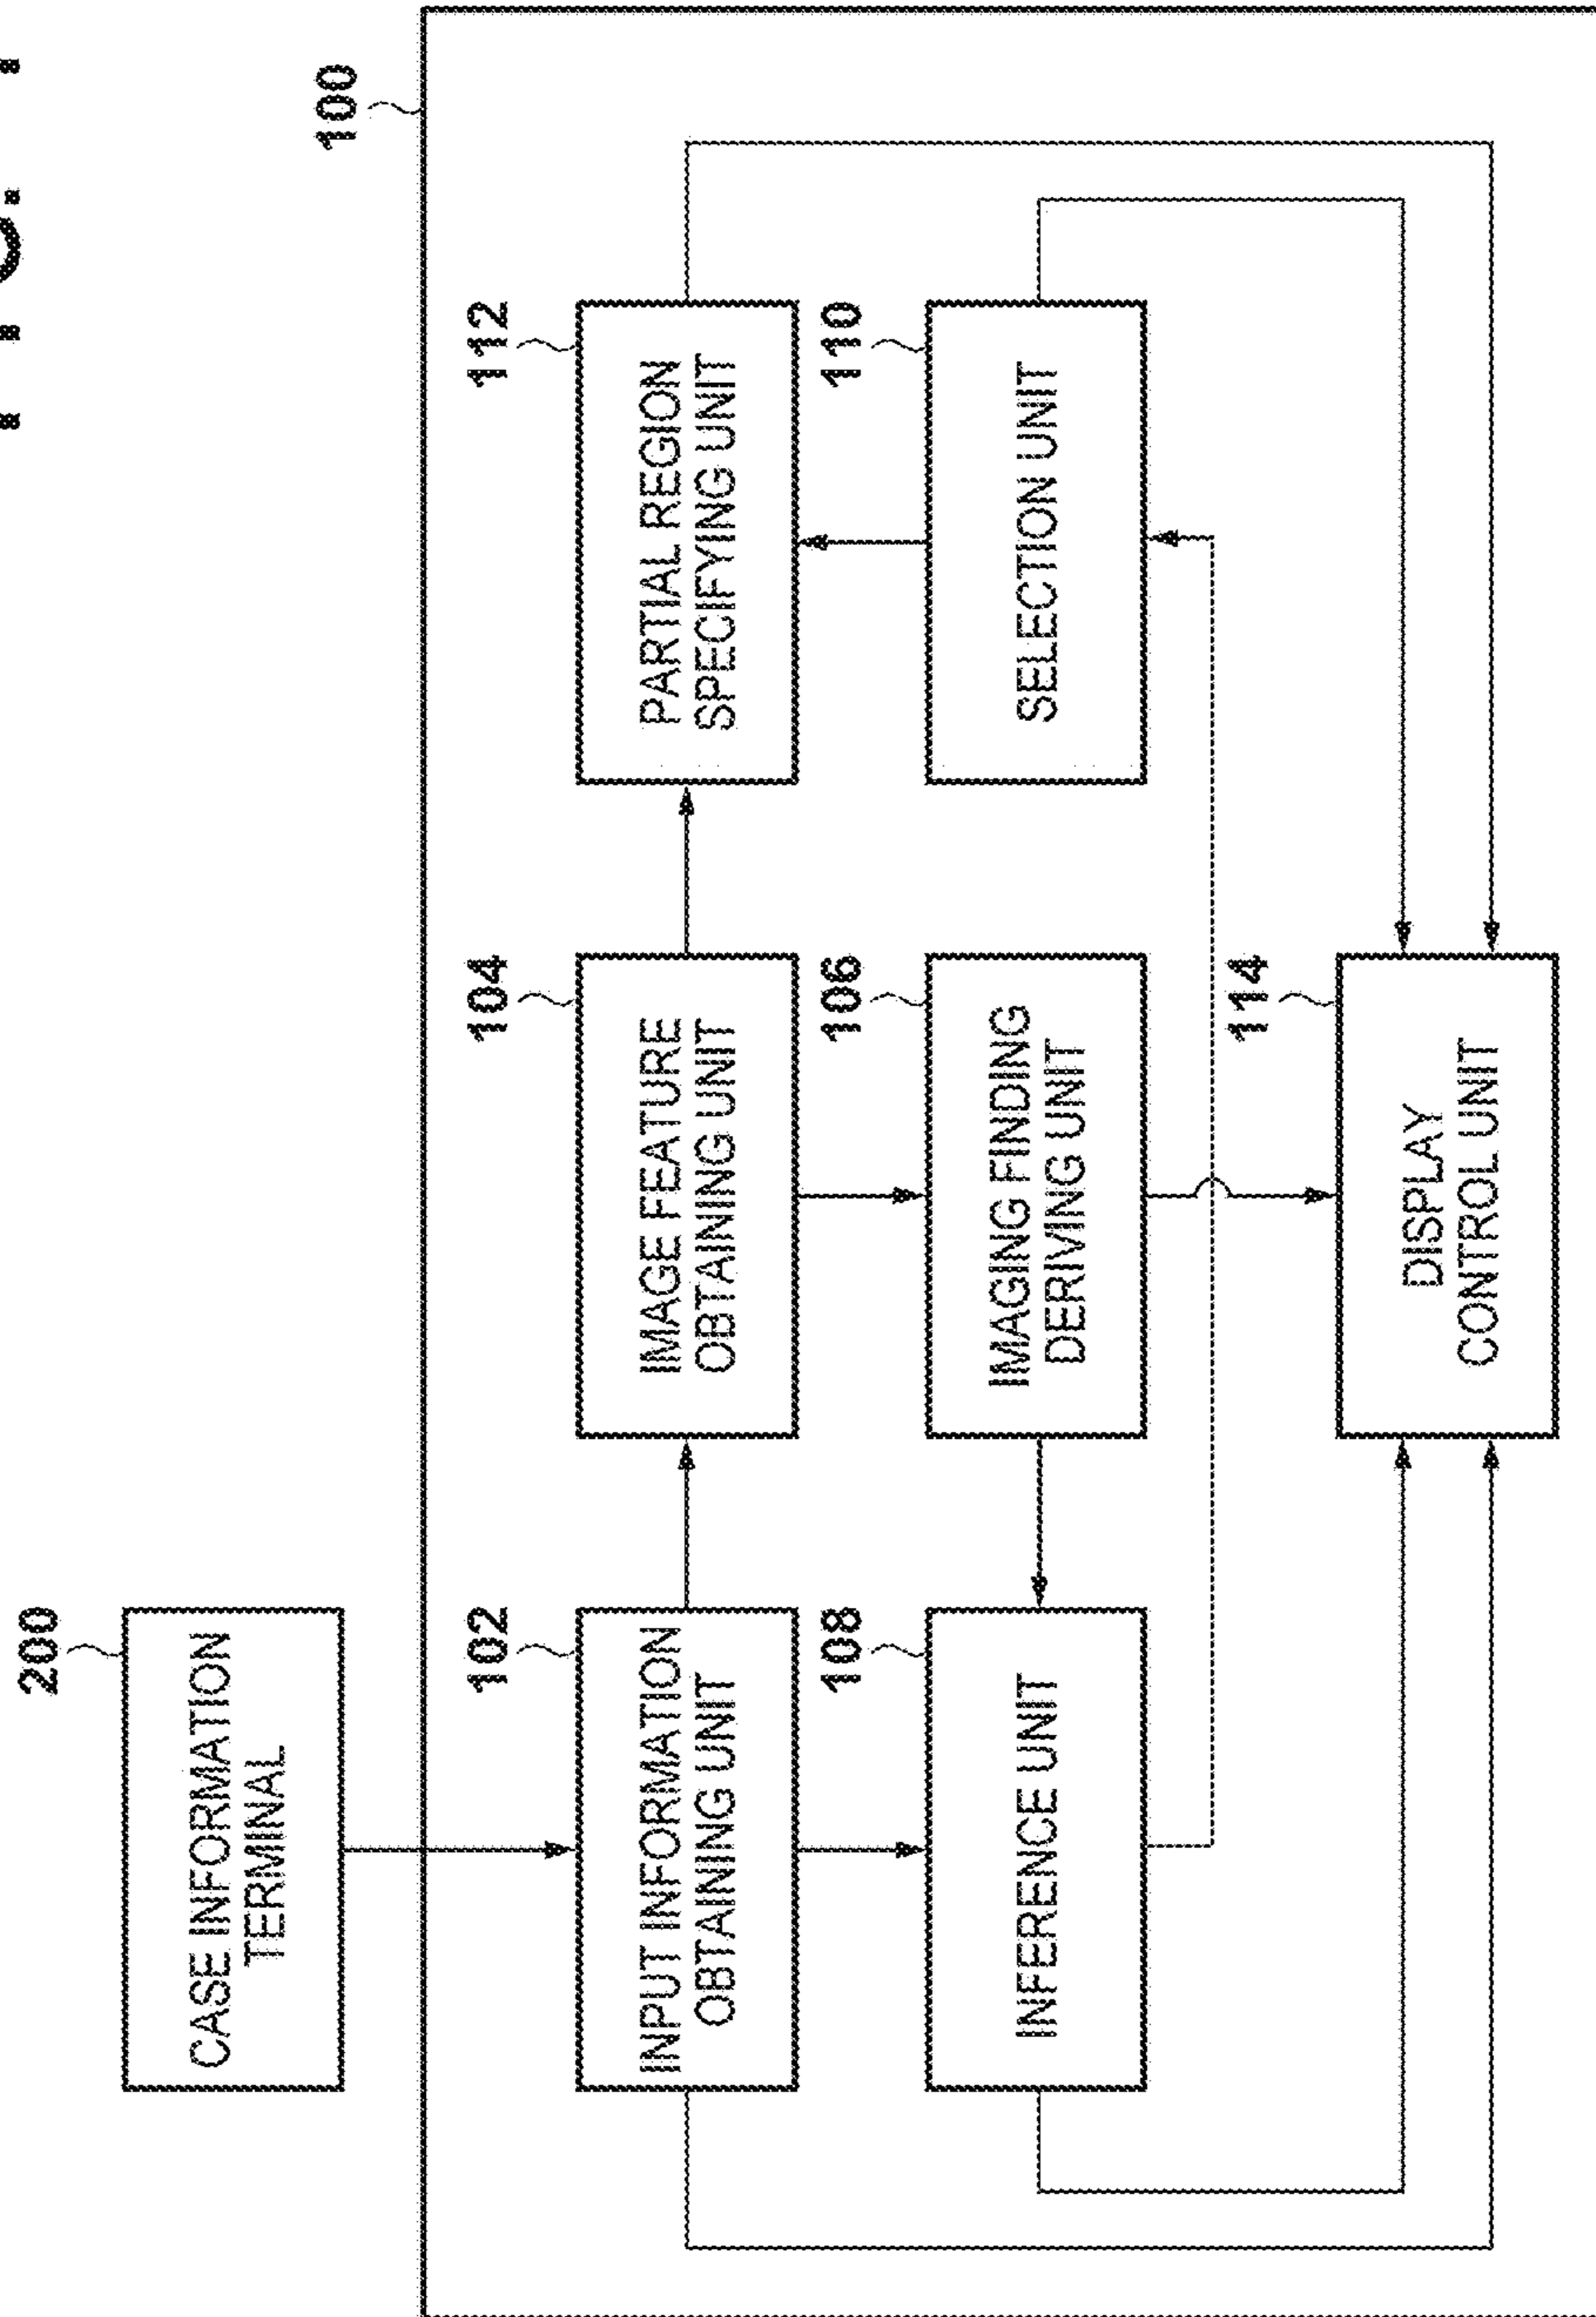 200
CASE INFORMATION
TERMINAL
100
102
INPUT INFORMATION
OBTAINING UNIT
104
IMAGE FEATURE
OBTAINING UNIT
112
PARTIAL REGION
SPECIFYING UNIT
108
INFERENCE UNIT
106
IMAGING FINDING
DERIVING UNIT
110
SELECTION UNIT
114
DISPLAY
CONTROL UNIT